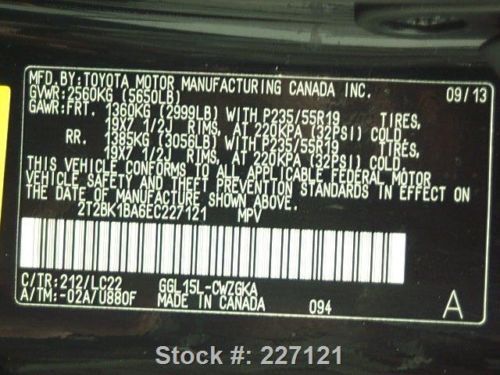 MFD.BY:TOYOTA MOTOR MANUFACTURING CANADA INC. 09/13
GVWR:2560KG (5650LB)
GAWR:FRT. 1360KG (2999LB) WITH P235/55R19 TIRES,
19X7 1/2J RIMS, AT 220KPA (32PSI) COLD.
RR. 1385KG (3056LB) WITH P235/55R19 TIRES,
19X7 1/2J RIMS, AT 220KPA (32PSI) COLD.
THIS VEHICLE CONFORMS TO ALL APPLICABLE FEDERAL MOTOR
VEHICLE SAFETY AND THEFT PREVENTION STANDARDS IN EFFECT ON
THE DATE OF MANUFACTURE SHOWN ABOVE.
2T2BK1BA6EC227121 MPV
C/TR:212/LC22 GGL15L-CWZGKA
A/TM:-02A/U880F MADE IN CANADA 094 A
Stock #: 227121